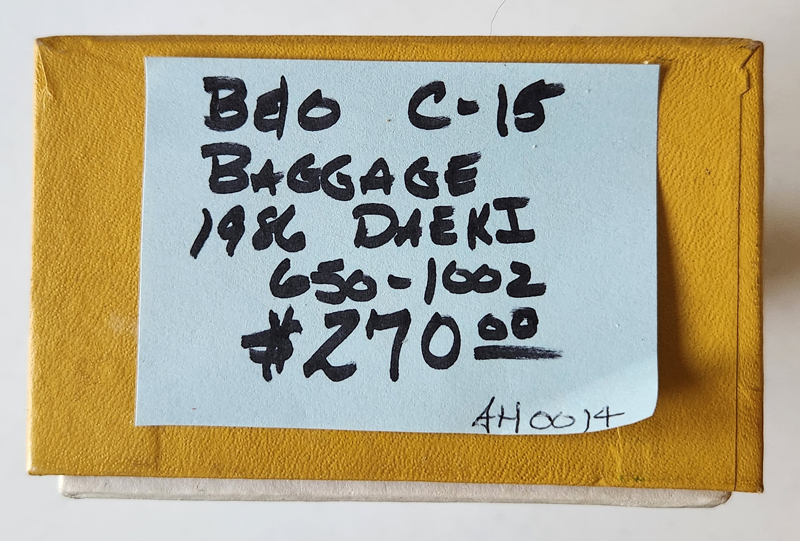 B&O C-15
BAGGAGE
1986 DAEKI
650-1002
$270.00
AH0014